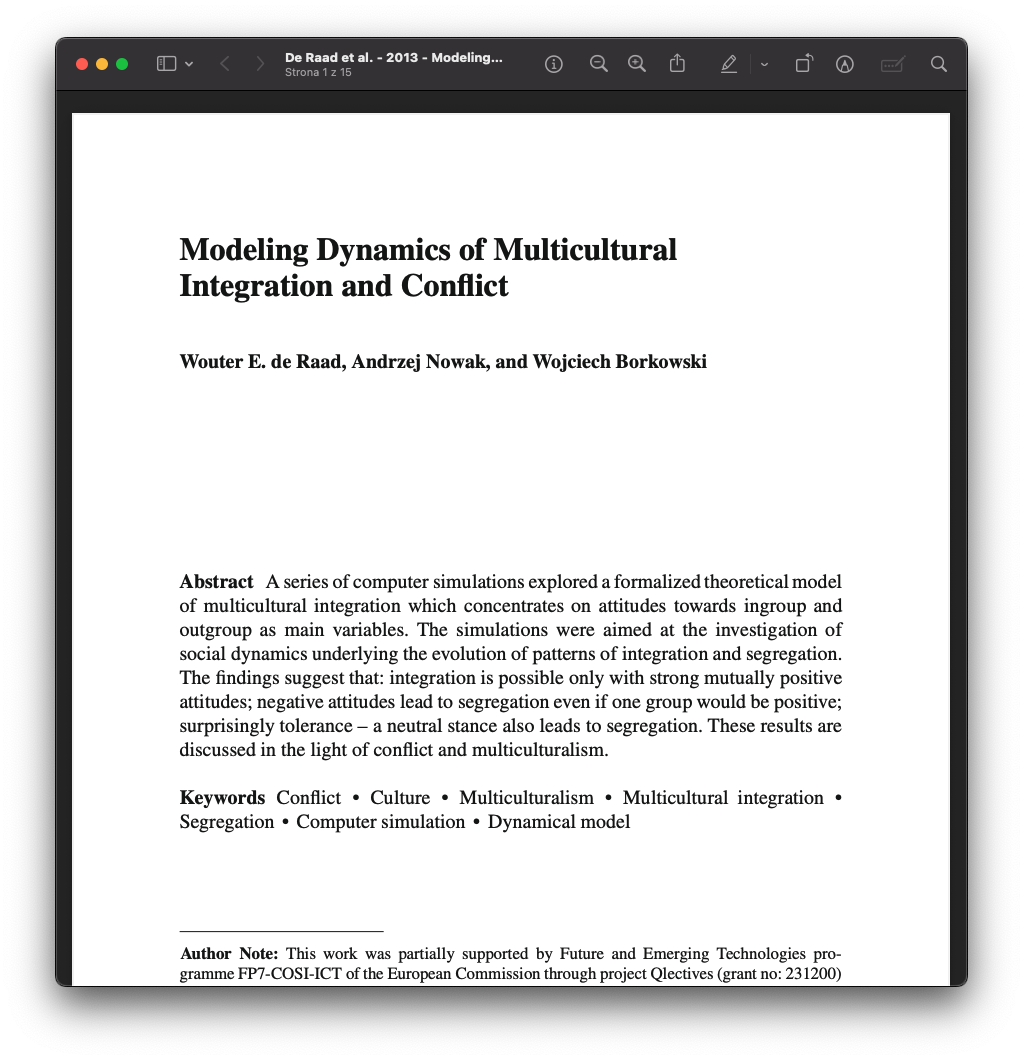 De Raad et al. - 2013 - Modeling...
Strona 1 z 15
Modeling Dynamics of Multicultural
Integration and Conflict
Wouter E. de Raad, Andrzej Nowak, and Wojciech Borkowski
Abstract A series of computer simulations explored a formalized theoretical model
of multicultural integration which concentrates on attitudes towards ingroup and
outgroup as main variables. The simulations were aimed at the investigation of
social dynamics underlying the evolution of patterns of integration and segregation.
The findings suggest that: integration is possible only with strong mutually positive
attitudes; negative attitudes lead to segregation even if one group would be positive;
surprisingly tolerance – a neutral stance also leads to segregation. These results are
discussed in the light of conflict and multiculturalism.
Keywords Conflict • Culture • Multiculturalism • Multicultural integration •
Segregation • Computer simulation • Dynamical model
Author Note: This work was partially supported by Future and Emerging Technologies pro-
gramme FP7-COSI-ICT of the European Commission through project Qlectives (grant no: 231200)